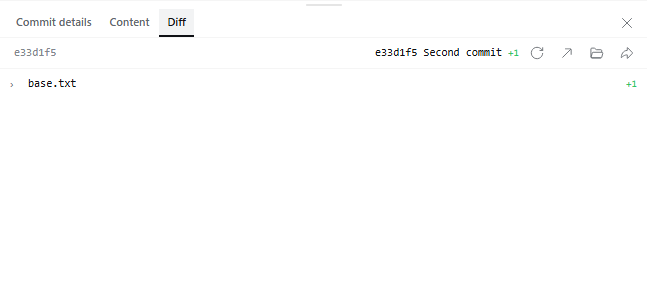 Commit details Content Diff
e33d1f5 e33d1f5 Second commit +1
base.txt +1